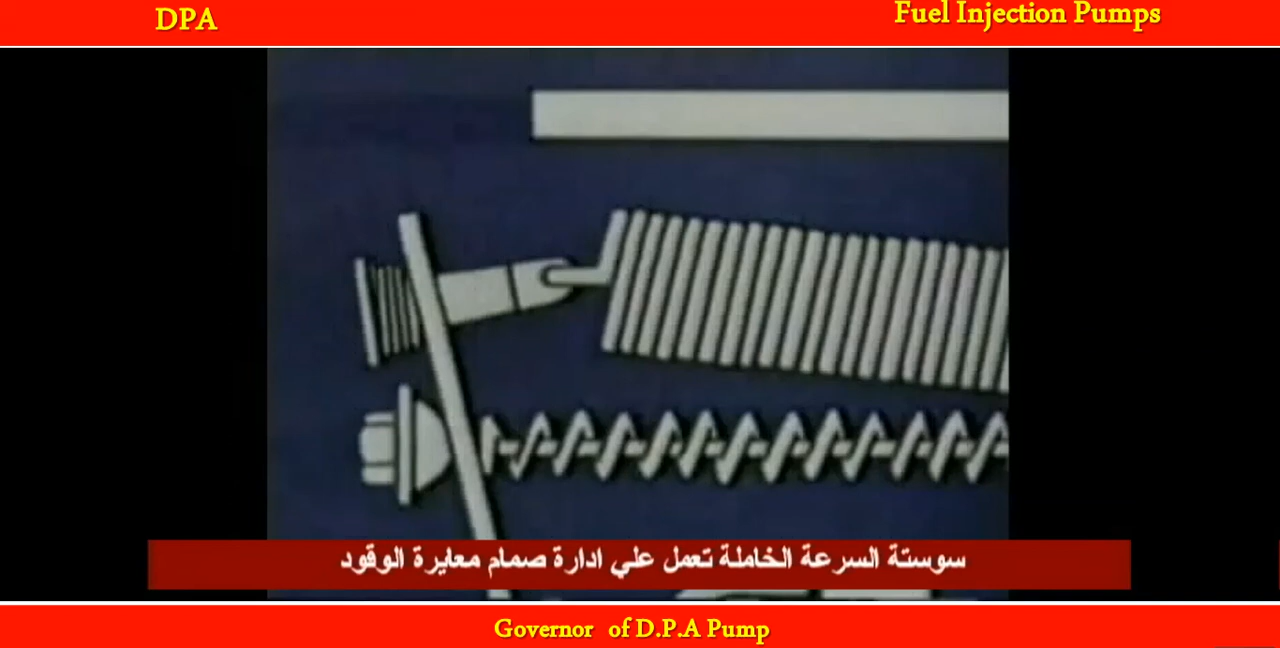 DPA
Fuel Injection Pumps
سوستة السرعة الخاملة تعمل علي ادارة صمام معايرة الوقود
Governor of D.P.A Pump